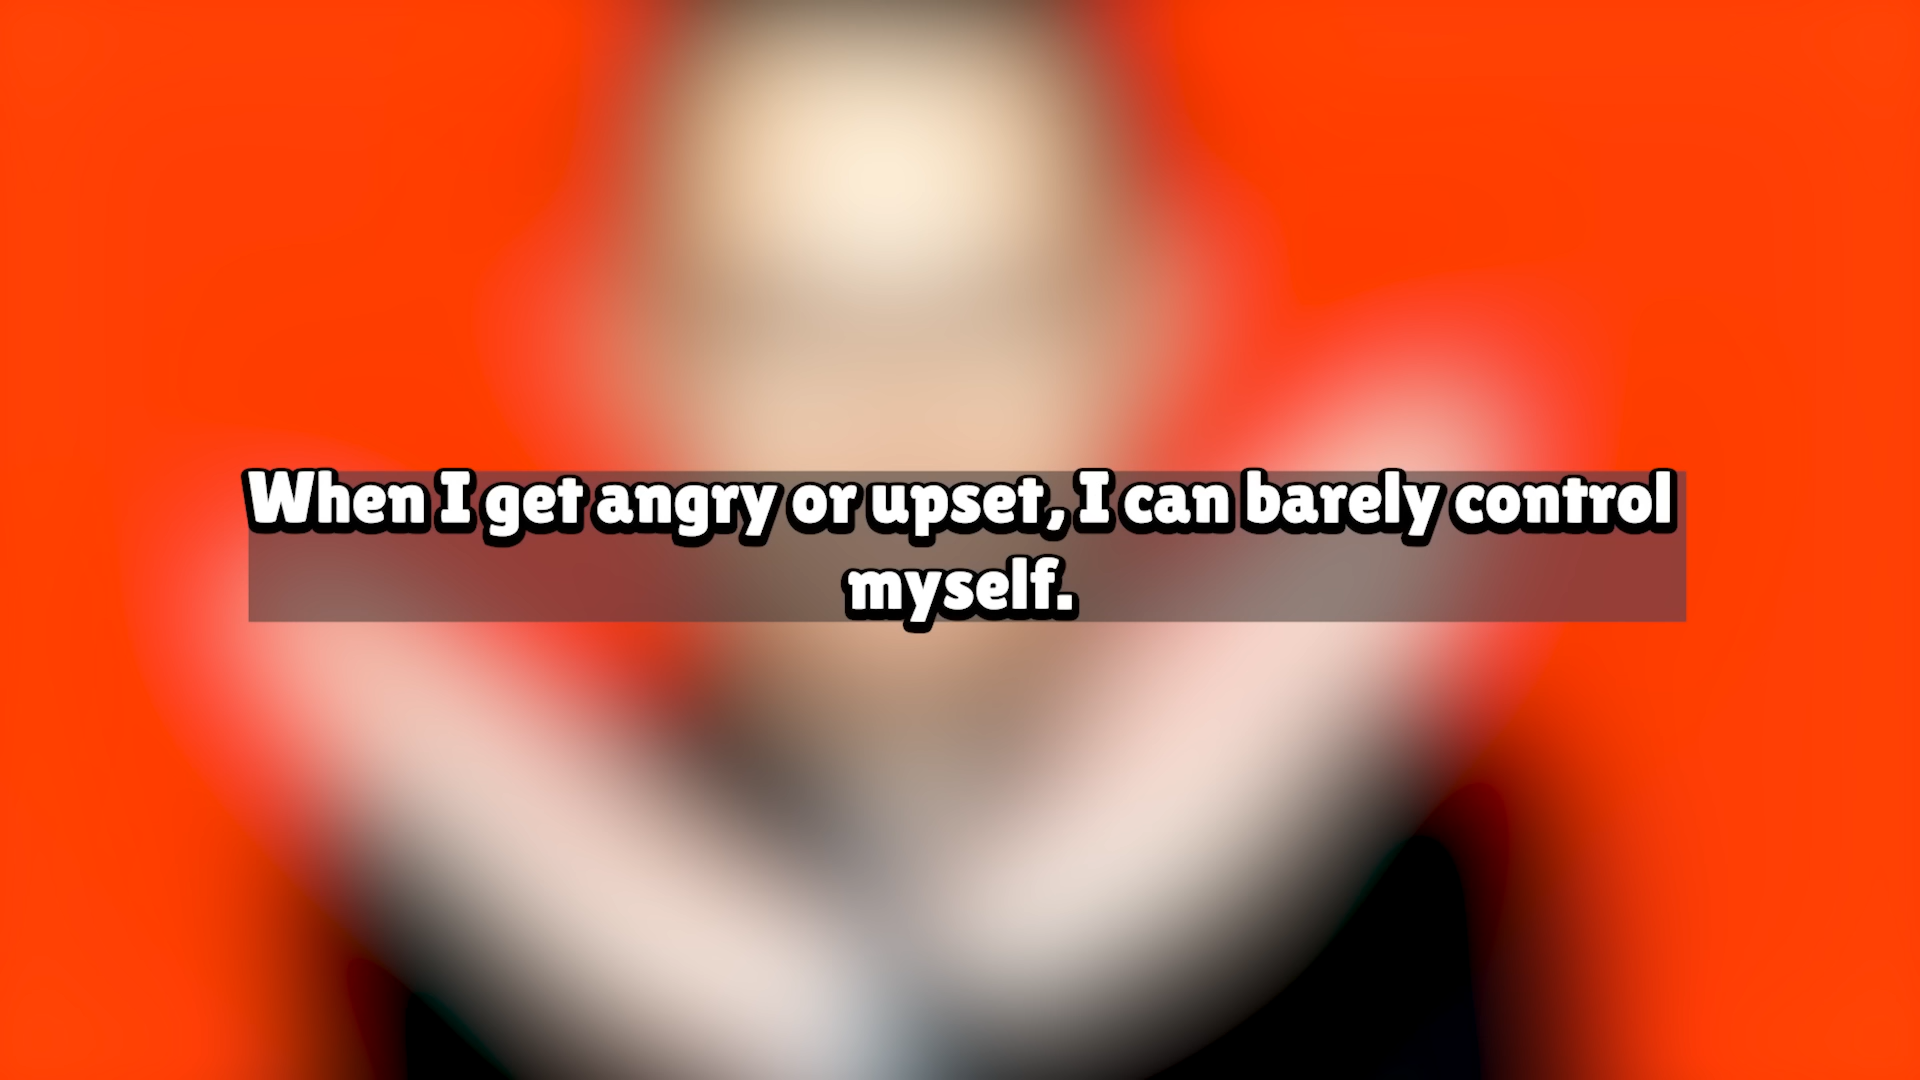 When I get angry or upset, I can barely control
myself.